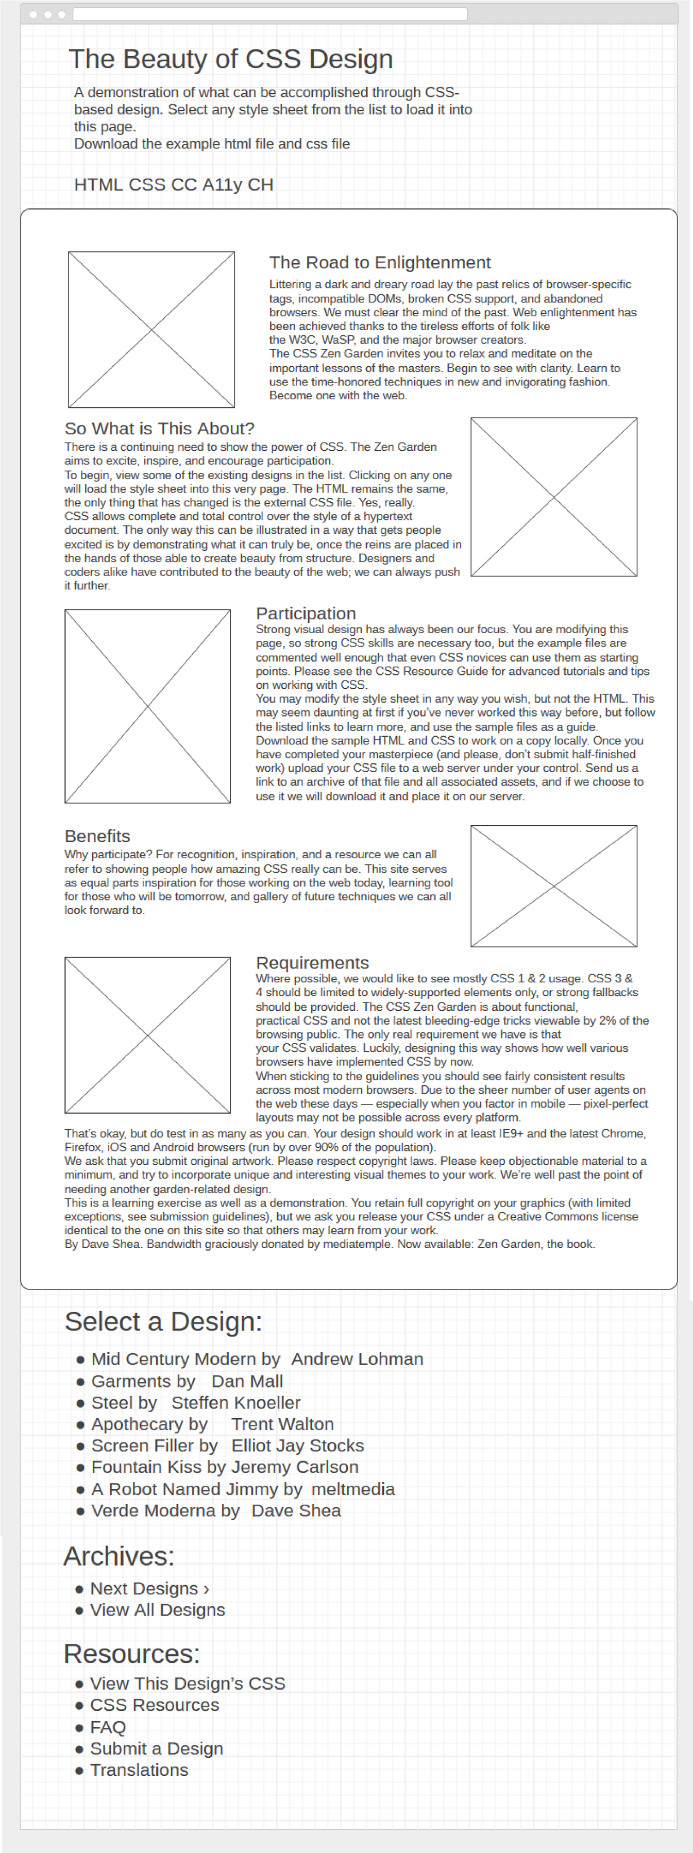 The Beauty of CSS Design
A demonstration of what can be accomplished through CSS-
based design. Select any style sheet from the list to load it into
this page.
Download the example html file and css file
HTML CSS CC A11y CH
The Road to Enlightenment
Littering a dark and dreary road lay the past relics of browser-specific
tags, incompatible DOMs, broken CSS support, and abandoned
browsers. We must clear the mind of the past. Web enlightenment has
been achieved thanks to the tireless efforts of folk like
the W3C, WaSP, and the major browser creators.
The CSS Zen Garden invites you to relax and meditate on the
important lessons of the masters. Begin to see with clarity. Learn to
use the time-honored techniques in new and invigorating fashion.
Become one with the web.
So What is This About?
There is a continuing need to show the power of CSS. The Zen Garden
aims to excite, inspire, and encourage participation.
To begin, view some of the existing designs in the list. Clicking on any one
will load the style sheet into this very page. The HTML remains the same,
the only thing that has changed is the external CSS file. Yes, really.
CSS allows complete and total control over the style of a hypertext
document. The only way this can be illustrated in a way that gets people
excited is by demonstrating what it can truly be, once the reins are placed in
the hands of those able to create beauty from structure. Designers and
coders alike have contributed to the beauty of the web; we can always push
it further.
Participation
Strong visual design has always been our focus. You are modifying this
page, so strong CSS skills are necessary too, but the example files are
commented well enough that even CSS novices can use them as starting
points. Please see the CSS Resource Guide for advanced tutorials and tips
on working with CSS.
You may modify the style sheet in any way you wish, but not the HTML. This
may seem daunting at first if you've never worked this way before, but follow
the listed links to learn more, and use the sample files as a guide.
Download the sample HTML and CSS to work on a copy locally. Once you
have completed your masterpiece (and please, don't submit half-finished
work) upload your CSS file to a web server under your control. Send us a
link to an archive of that file and all associated assets, and if we choose to
use it we will download it and place it on our server.
Benefits
Why participate? For recognition, inspiration, and a resource we can all
refer to showing people how amazing CSS really can be. This site serves
as equal parts inspiration for those working on the web today, learning tool
for those who will be tomorrow, and gallery of future techniques we can all
look forward to.
Requirements
Where possible, we would like to see mostly CSS 1 & 2 usage. CSS 3 &
4 should be limited to widely-supported elements only, or strong fallbacks
should be provided. The CSS Zen Garden is about functional,
practical CSS and not the latest bleeding-edge tricks viewable by 2% of the
browsing public. The only real requirement we have is that
your CSS validates. Luckily, designing this way shows how well various
browsers have implemented CSS by now.
When sticking to the guidelines you should see fairly consistent results
across most modern browsers. Due to the sheer number of user agents on
the web these days — especially when you factor in mobile — pixel-perfect
layouts may not be possible across every platform.
That's okay, but do test in as many as you can. Your design should work in at least IE9+ and the latest Chrome,
Firefox, iOS and Android browsers (run by over 90% of the population).
We ask that you submit original artwork. Please respect copyright laws. Please keep objectionable material to a
minimum, and try to incorporate unique and interesting visual themes to your work. We're well past the point of
needing another garden-related design.
This is a learning exercise as well as a demonstration. You retain full copyright on your graphics (with limited
exceptions, see submission guidelines), but we ask you release your CSS under a Creative Commons license
identical to the one on this site so that others may learn from your work.
By Dave Shea. Bandwidth graciously donated by mediatemple. Now available: Zen Garden, the book.
Select a Design:
● Mid Century Modern by Andrew Lohman
● Garments by Dan Mall
● Steel by Steffen Knoeller
● Apothecary by Trent Walton
● Screen Filler by Elliot Jay Stocks
● Fountain Kiss by Jeremy Carlson
● A Robot Named Jimmy by meltmedia
● Verde Moderna by Dave Shea
Archives:
● Next Designs ›
● View All Designs
Resources:
● View This Design's CSS
● CSS Resources
● FAQ
● Submit a Design
● Translations